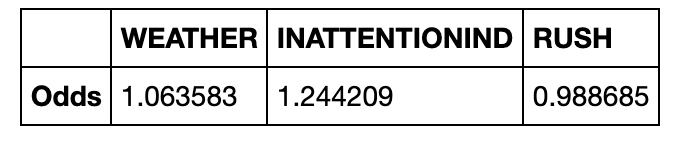 WEATHER INATTENTIONIND RUSH
Odds 1.063583 1.244209 0.988685